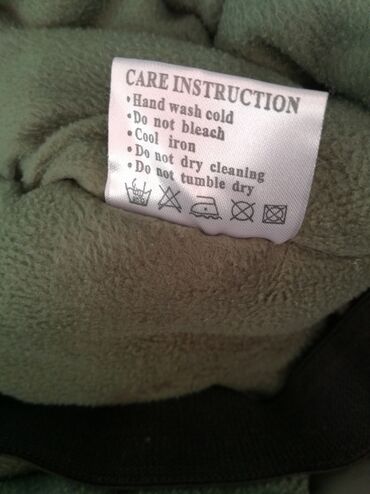 CARE INSTRUCTION
•Hand wash cold
•Do not bleach
•Cool iron
•Do not dry cleaning
•Do not tumble dry